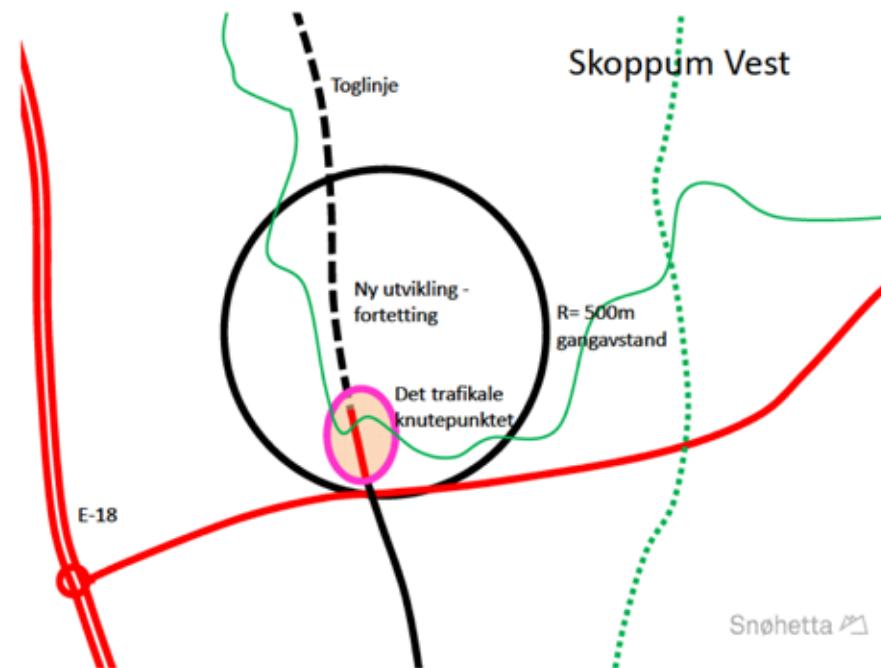 Skoppum Vest
Toglinje
Ny utvikling -
fortetting
R= 500m
gangavstand
Det trafikale
knutepunktet
E-18
Snøhetta